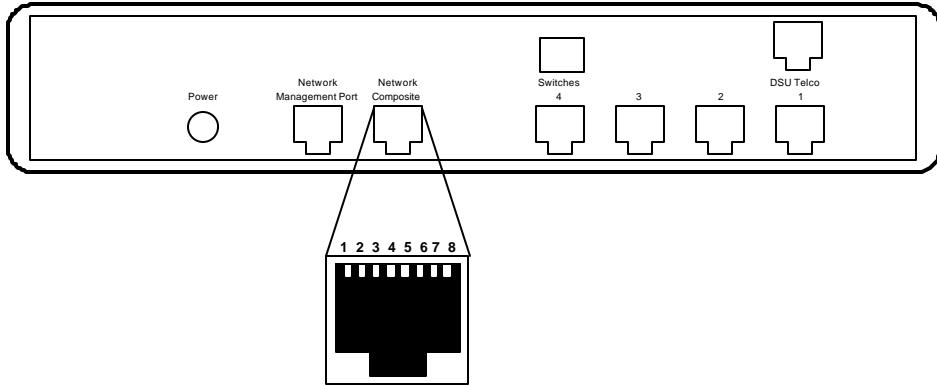 Switches
DSU Telco
Power
Network
Management Port
Network
Composite
4
3
2
1
1 2 3 4 5 6 7 8